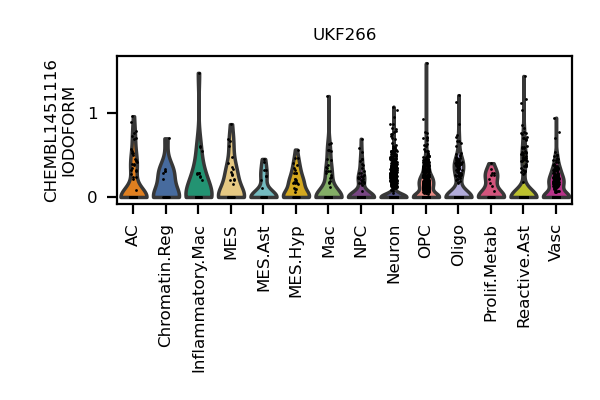 UKF266
CHEMBL1451116
IODOFORM
1
0
AC
Chromatin.Reg
Inflammatory.Mac
MES
MES.Ast
MES.Hyp
Mac
NPC
Neuron
OPC
Oligo
Prolif.Metab
Reactive.Ast
Vasc